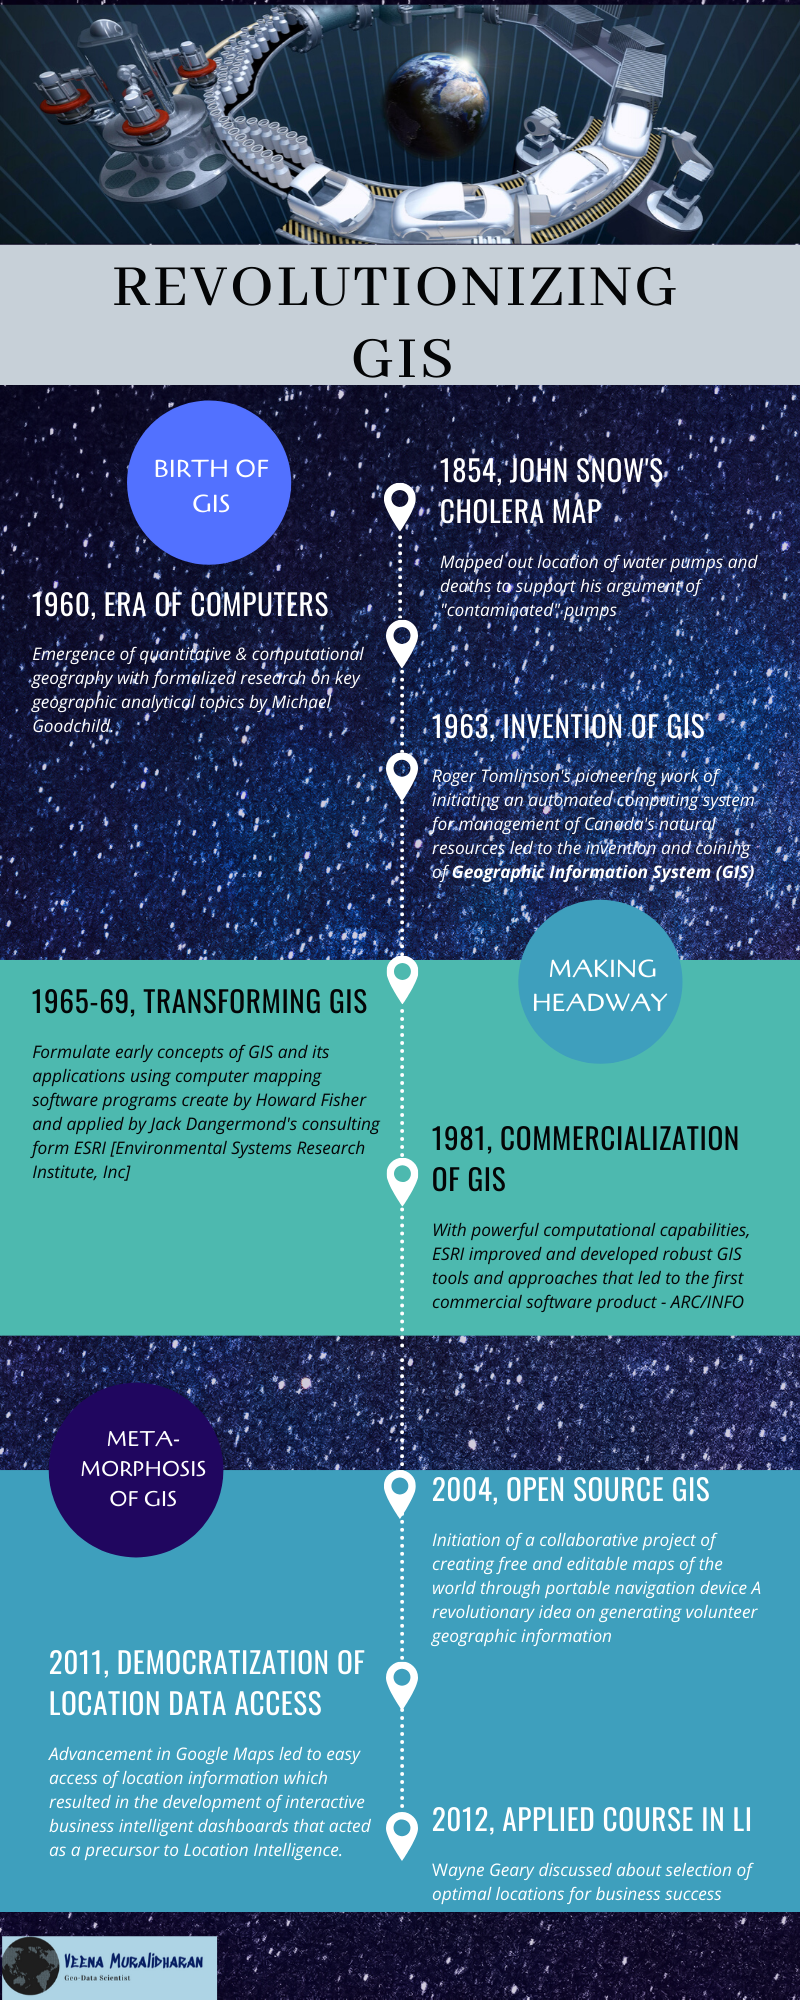 REVOLUTIONIZING
GIS
BIRTH OF
GIS
1854, JOHN SNOW'S
CHOLERA MAP
Mapped out location of water pumps and
deaths to support his argument of
"contaminated" pumps
1960, ERA OF COMPUTERS
Emergence of quantitative & computational
geography with formalized research on key
geographic analytical topics by Michael
Goodchild.
1963, INVENTION OF GIS
Roger Tomlinson's pioneering work of
initiating an automated computing system
for management of Canada's natural
resources led to the invention and coining
of Geographic Information System (GIS)
MAKING
HEADWAY
1965-69, TRANSFORMING GIS
Formulate early concepts of GIS and its
applications using computer mapping
software programs create by Howard Fisher
and applied by Jack Dangermond's consulting
form ESRI [Environmental Systems Research
Institute, Inc]
1981, COMMERCIALIZATION
OF GIS
With powerful computational capabilities,
ESRI improved and developed robust GIS
tools and approaches that led to the first
commercial software product - ARC/INFO
META-
MORPHOSIS
OF GIS
2004, OPEN SOURCE GIS
Initiation of a collaborative project of
creating free and editable maps of the
world through portable navigation device A
revolutionary idea on generating volunteer
geographic information
2011, DEMOCRATIZATION OF
LOCATION DATA ACCESS
Advancement in Google Maps led to easy
access of location information which
resulted in the development of interactive
business intelligent dashboards that acted
as a precursor to Location Intelligence.
2012, APPLIED COURSE IN LI
Wayne Geary discussed about selection of
optimal locations for business success
VEENA MURALIDHARAN
Geo-Data Scientist